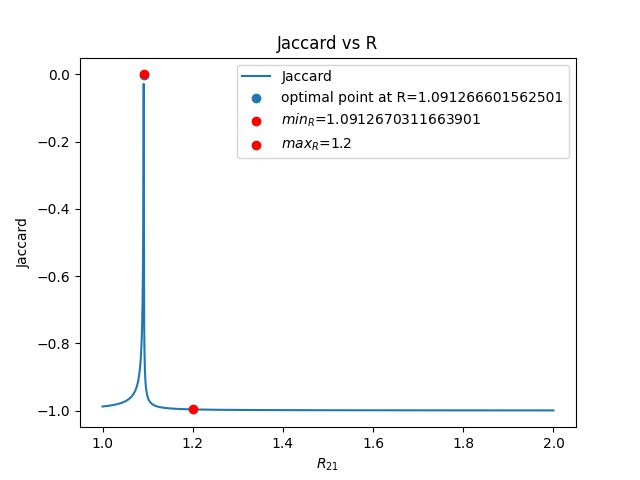 Jaccard vs R
Jaccard
optimal point at R=1.091266601562501
min_R=1.0912670311663901
max_R=1.2
0.0
−0.2
−0.4
−0.6
−0.8
−1.0
Jaccard
1.0 1.2 1.4 1.6 1.8 2.0
R_21